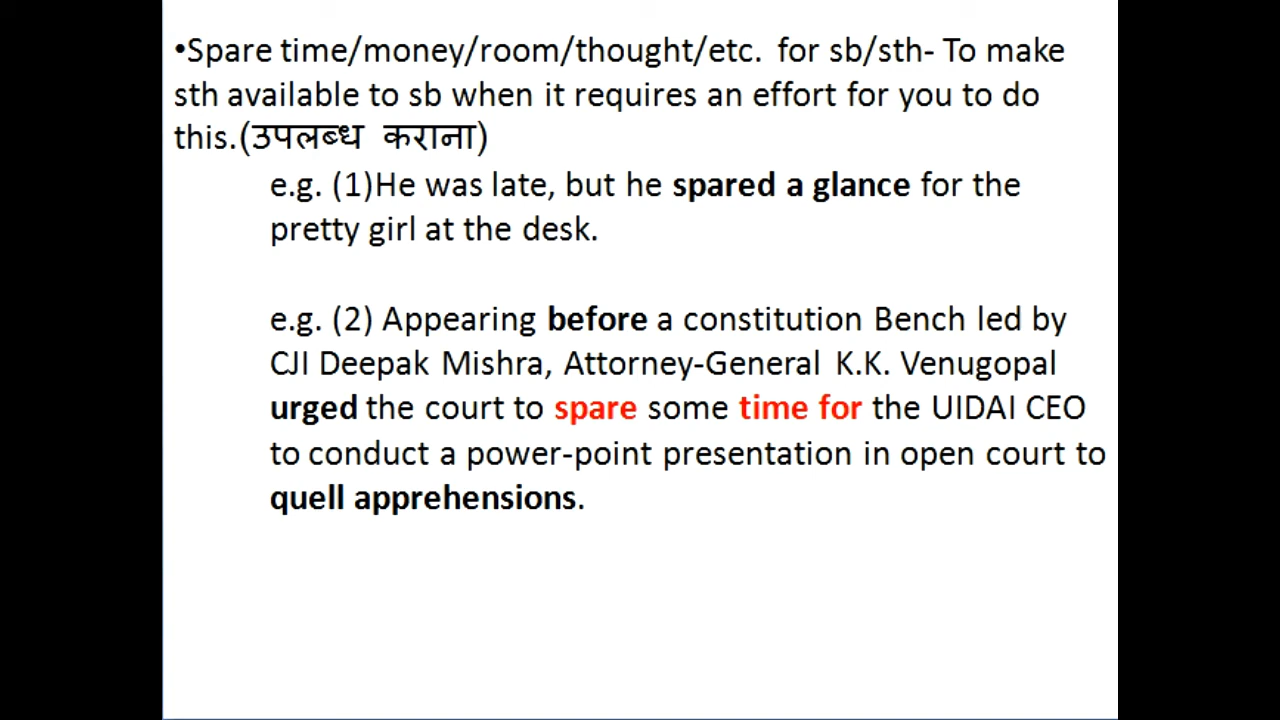 •Spare time/money/room/thought/etc. for sb/sth- To make
sth available to sb when it requires an effort for you to do
this.(उपलब्ध कराना)
e.g. (1)He was late, but he spared a glance for the
pretty girl at the desk.
e.g. (2) Appearing before a constitution Bench led by
CJI Deepak Mishra, Attorney-General K.K. Venugopal
urged the court to spare some time for the UIDAI CEO
to conduct a power-point presentation in open court to
quell apprehensions.